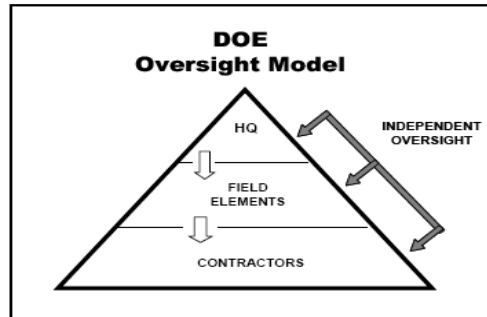 DOE
Oversight Model
HQ
INDEPENDENT
OVERSIGHT
FIELD
ELEMENTS
CONTRACTORS